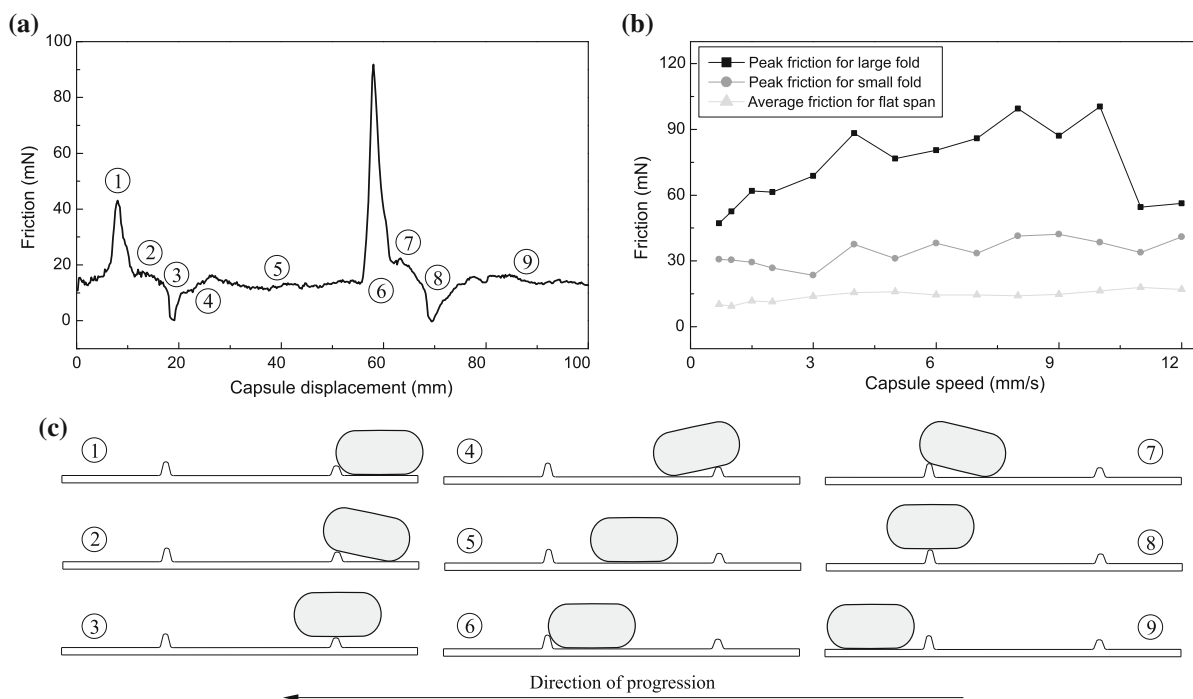 (a)
100
80
60
40
20
0
Friction (mN)
1
2
3
4
5
6
7
8
9
0 20 40 60 80 100
Capsule displacement (mm)
(b)
120
90
60
30
0
Friction (mN)
Peak friction for large fold
Peak friction for small fold
Average friction for flat span
0 3 6 9 12
Capsule speed (mm/s)
(c)
1
4
7
2
5
8
3
6
9
Direction of progression